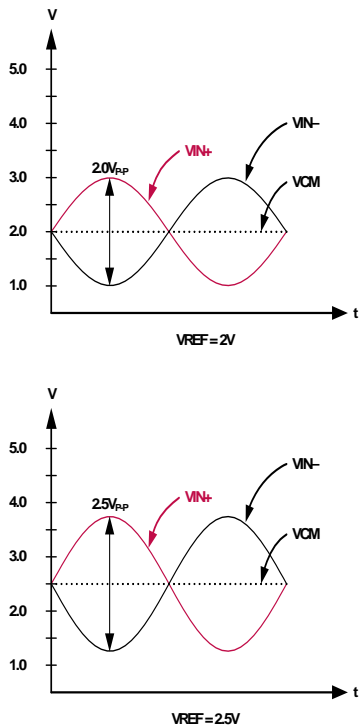 V
5.0
4.0
3.0
2.0
1.0
2.0VP-P
VIN+
VIN–
VCM
t
VREF = 2V
V
5.0
4.0
3.0
2.0
1.0
2.5VP-P
VIN+
VIN–
VCM
t
VREF = 2.5V